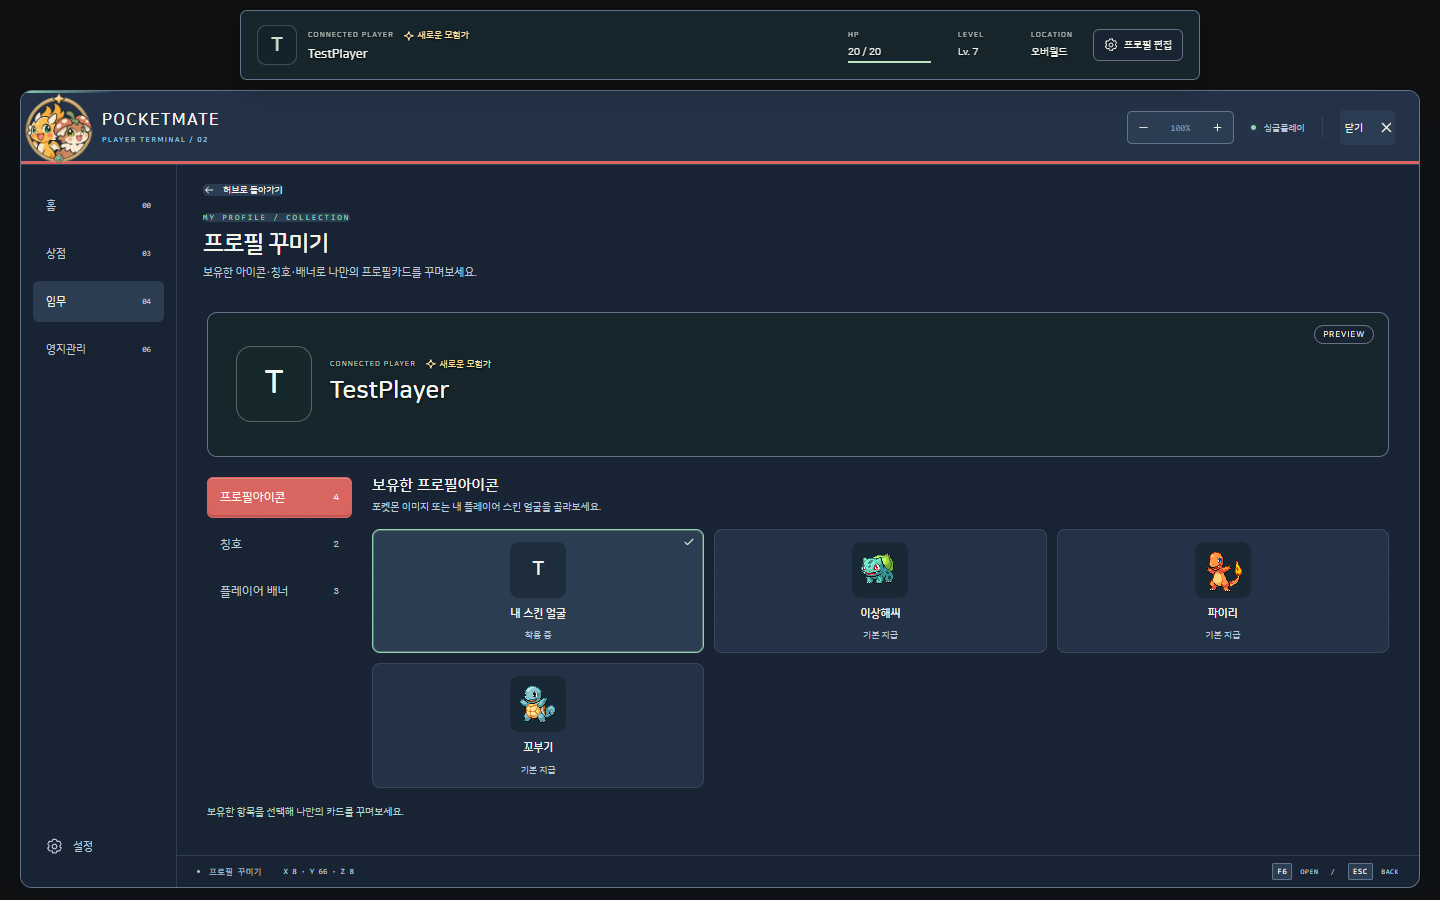 T
CONNECTED PLAYER 새로운 모험가
TestPlayer
HP
20 / 20
LEVEL
Lv. 7
LOCATION
오버월드
프로필 편집
POCKETMATE
PLAYER TERMINAL / 02
− 100% +
싱글플레이
닫기 ×
홈 00
상점 03
임무 04
영지관리 06
설정
← 허브로 돌아가기
MY PROFILE / COLLECTION
프로필 꾸미기
보유한 아이콘·칭호·배너로 나만의 프로필카드를 꾸며보세요.
PREVIEW
T
CONNECTED PLAYER 새로운 모험가
TestPlayer
프로필아이콘 4
칭호 2
플레이어 배너 3
보유한 프로필아이콘
포켓몬 이미지 또는 내 플레이어 스킨 얼굴을 골라보세요.
T
내 스킨 얼굴
착용 중
이상해씨
기본 지급
파이리
기본 지급
꼬부기
기본 지급
보유한 항목을 선택해 나만의 카드를 꾸며보세요.
프로필 꾸미기 X 8 · Y 66 · Z 8
F6 OPEN / ESC BACK